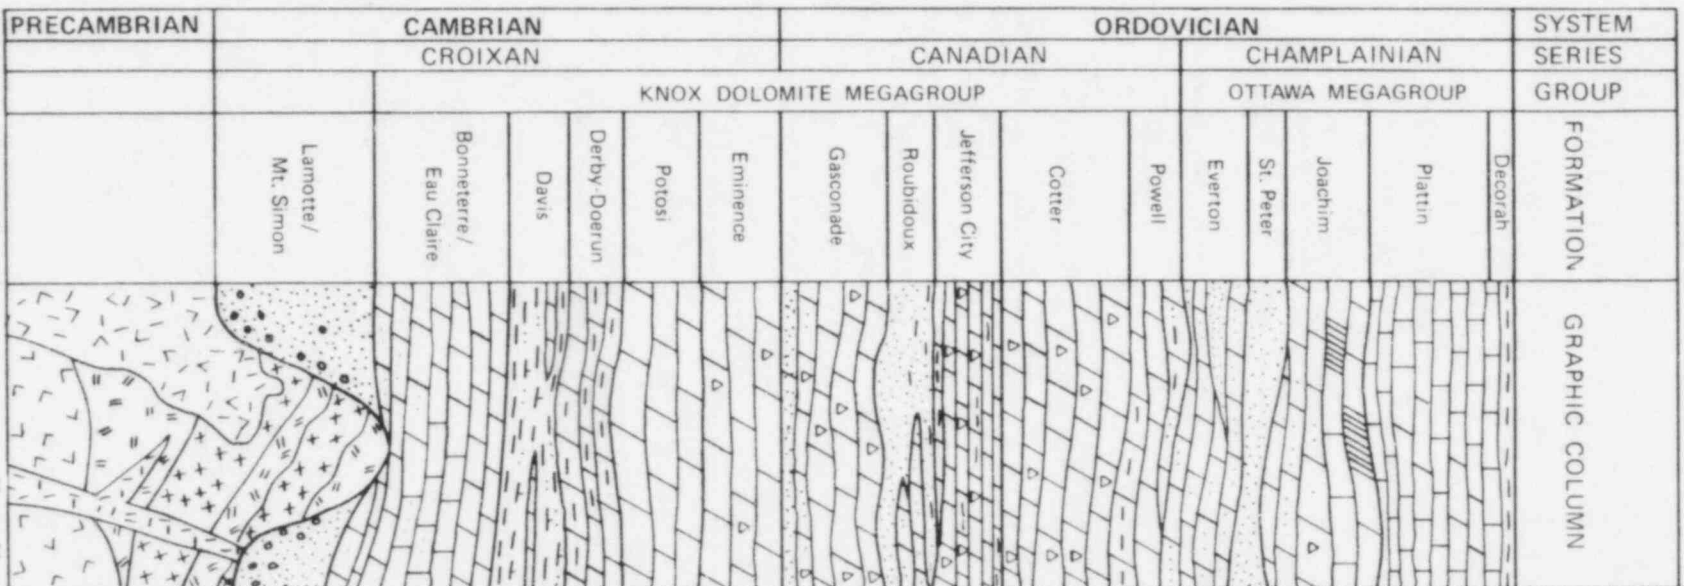 PRECAMBRIAN CAMBRIAN ORDOVICIAN SYSTEM
CROIXAN CANADIAN CHAMPLAINIAN SERIES
KNOX DOLOMITE MEGAGROUP OTTAWA MEGAGROUP GROUP
Lamotte/
Mt. Simon
Bonneterre/
Eau Claire
Davis
Derby-Doerun
Potosi
Eminence
Gasconade
Roubidoux
Jefferson City
Cotter
Powell
Everton
St. Peter
Joachim
Plattin
Decorah
FORMATION
GRAPHIC COLUMN